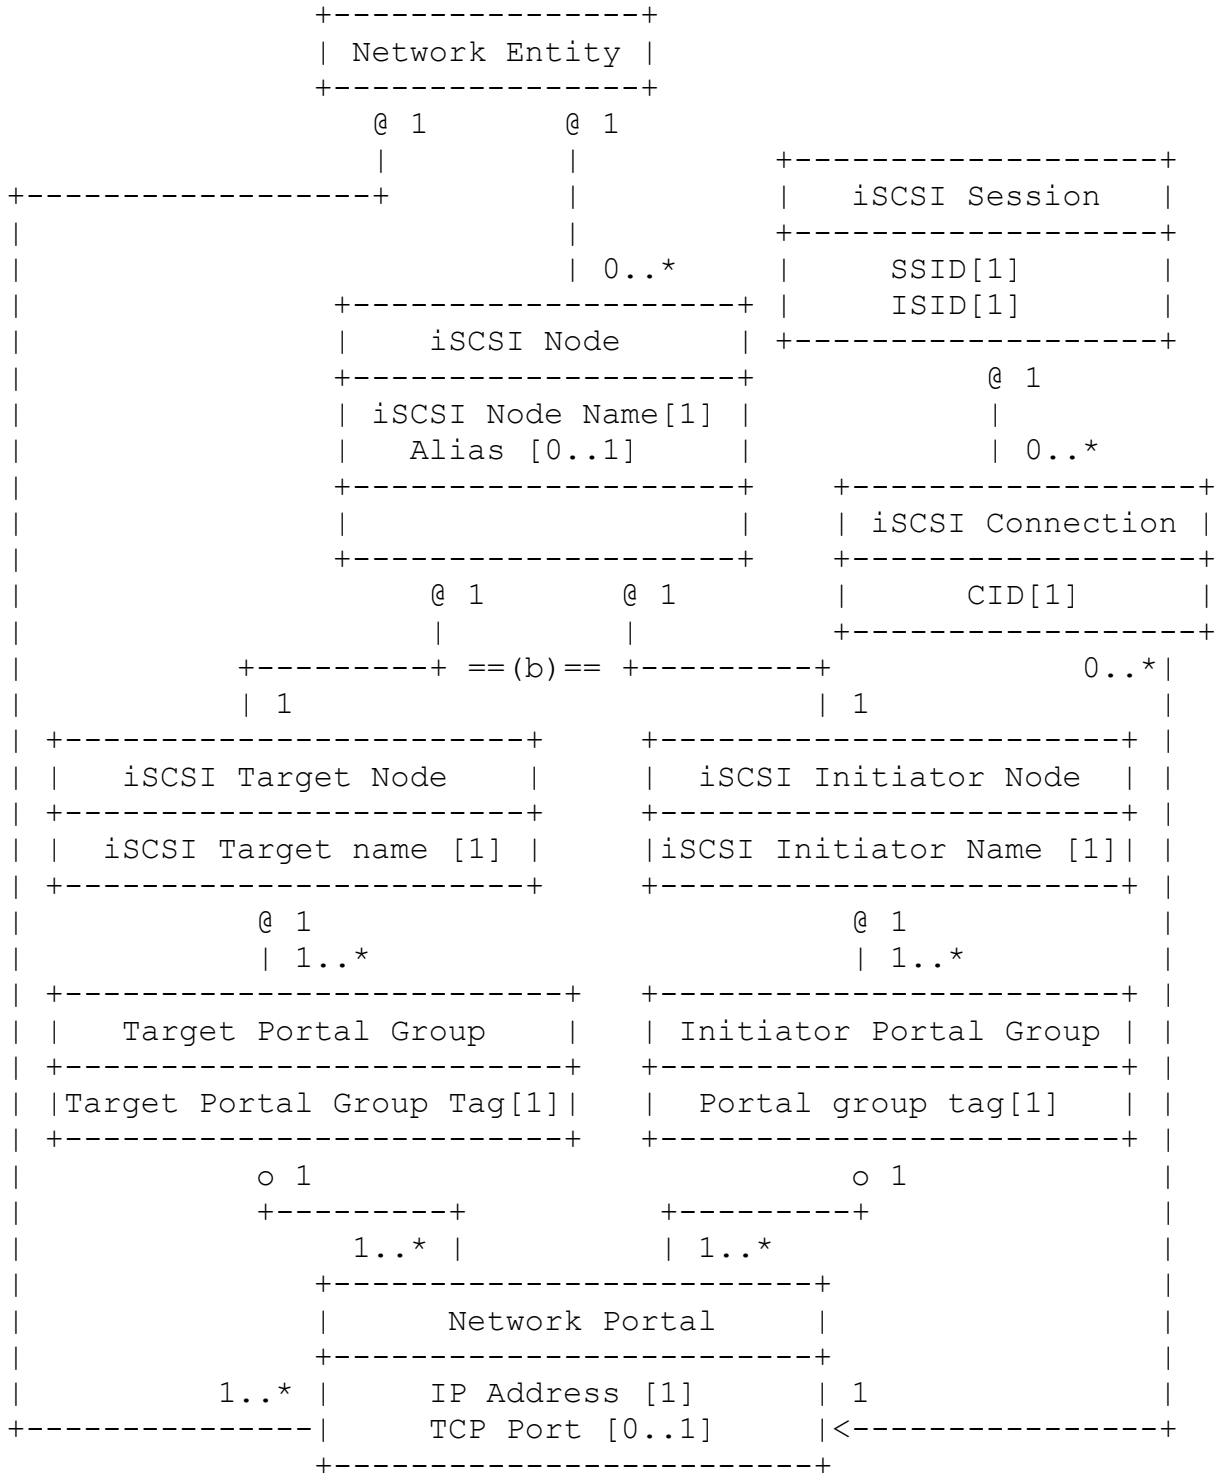 +----------------+
| Network Entity |
+----------------+
@ 1 @ 1
| | +------------------+
+------------------+ | | iSCSI Session |
| | +------------------+
| | 0..* | SSID[1] |
| +--------------------+ | ISID[1] |
| | iSCSI Node | +------------------+
| +--------------------+ @ 1
| | iSCSI Node Name[1] | |
| | Alias [0..1] | | 0..*
| +--------------------+ +------------------+
| | | | iSCSI Connection |
| +--------------------+ +------------------+
| @ 1 @ 1 | CID[1] |
| | | +------------------+
| +---------+ ==(b)== +---------+ 0..*|
| | 1 | 1 |
| +------------------------+ +------------------------+ |
| | iSCSI Target Node | | iSCSI Initiator Node | |
| +------------------------+ +------------------------+ |
| | iSCSI Target name [1] | |iSCSI Initiator Name [1]| |
| +------------------------+ +------------------------+ |
| @ 1 @ 1 |
| | 1..* | 1..* |
| +--------------------------+ +------------------------+ |
| | Target Portal Group | | Initiator Portal Group | |
| +--------------------------+ +------------------------+ |
| |Target Portal Group Tag[1]| | Portal group tag[1] | |
| +--------------------------+ +------------------------+ |
| o 1 o 1 |
| +---------+ +---------+ |
| 1..* | | 1..* |
| +-------------------------+ |
| | Network Portal | |
| +-------------------------+ |
| 1..* | IP Address [1] | 1 |
+---------------| TCP Port [0..1] |<----------------+
+-------------------------+